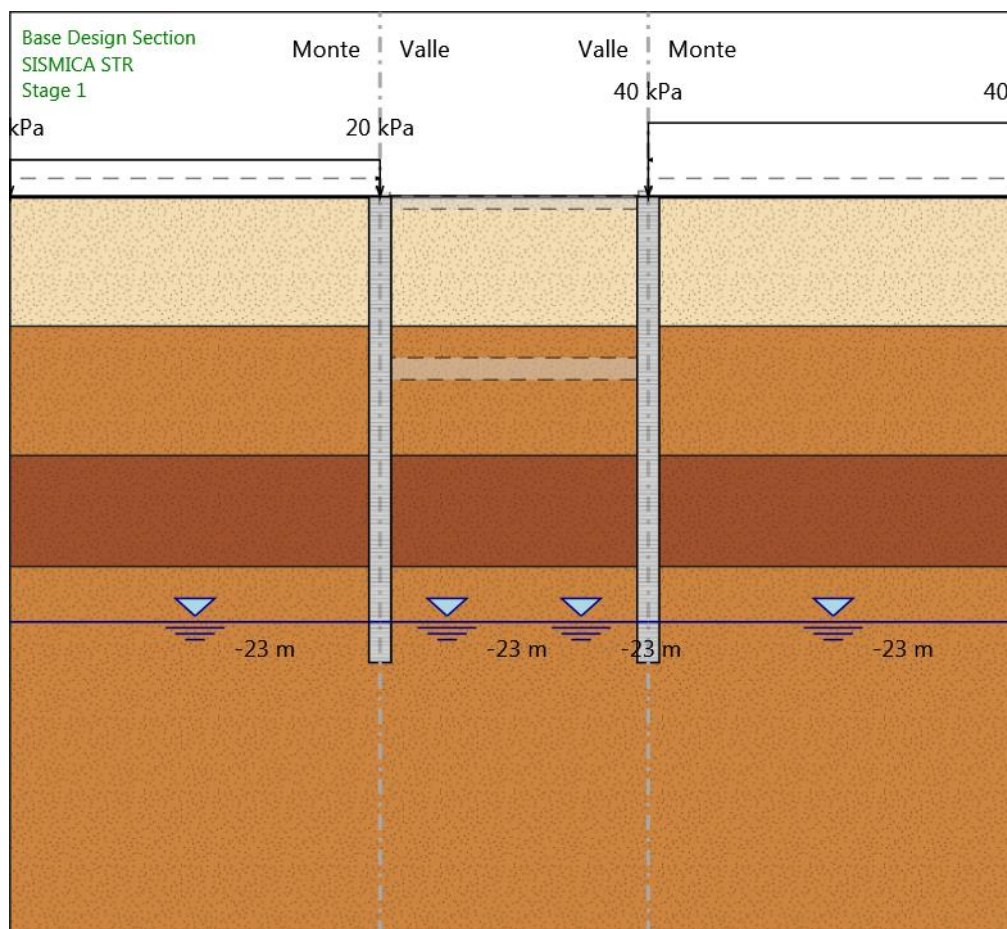 Base Design Section
SISMICA STR
Stage 1
Monte Valle Valle Monte
40 kPa 40
kPa 20 kPa
-23 m -23 m -23 m -23 m